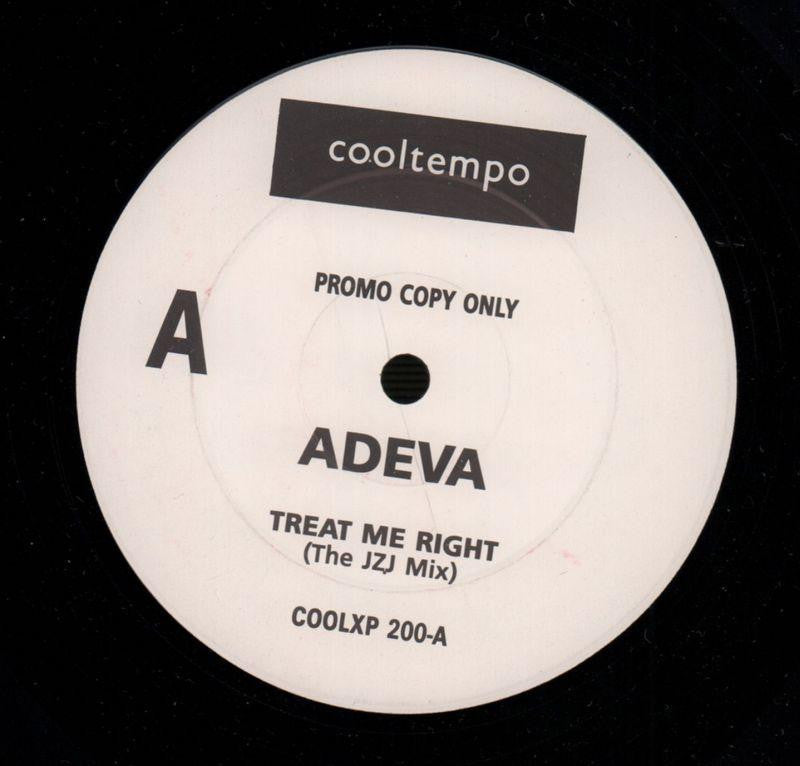 cooltempo
PROMO COPY ONLY
A
ADEVA
TREAT ME RIGHT
(The JZJ Mix)
COOLXP 200-A